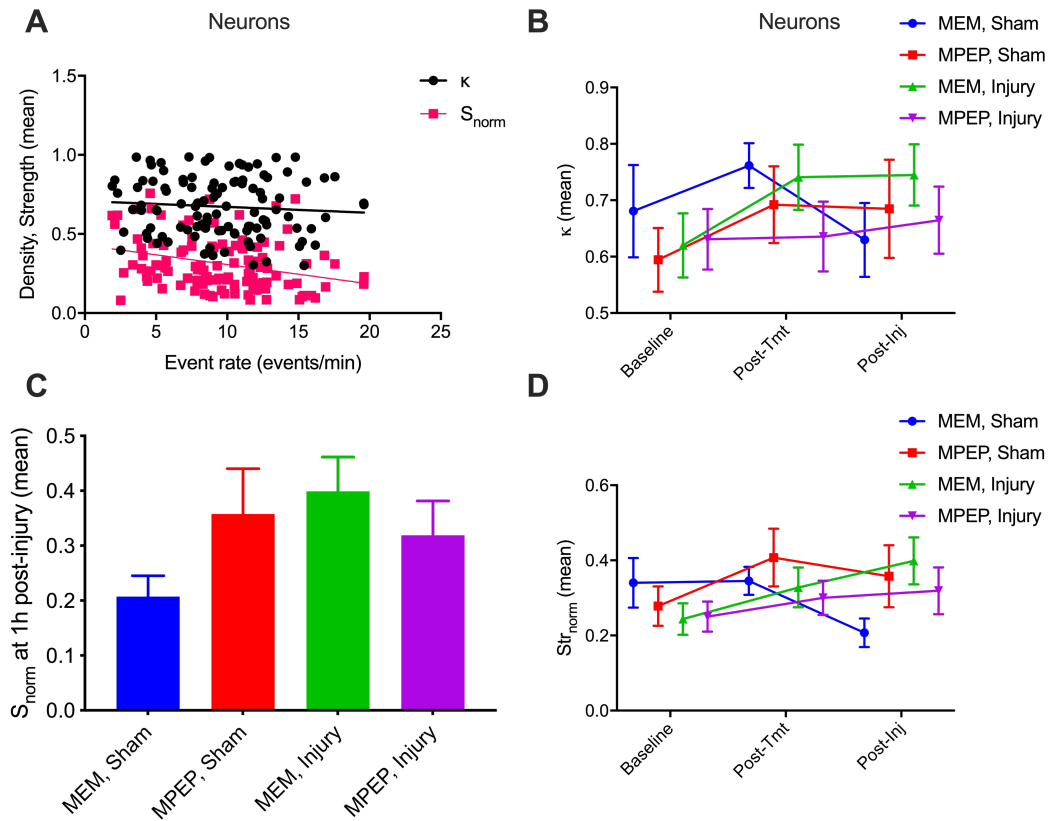 A
Neurons
κ
S_norm
Density, Strength (mean)
1.5
1.0
0.5
0.0
0
5
10
15
20
25
Event rate (events/min)
B
Neurons
MEM, Sham
MPEP, Sham
MEM, Injury
MPEP, Injury
κ (mean)
0.9
0.8
0.7
0.6
0.5
Baseline
Post-Tmt
Post-Inj
C
S_norm at 1h post-injury (mean)
0.5
0.4
0.3
0.2
0.1
0.0
MEM, Sham
MPEP, Sham
MEM, Injury
MPEP, Injury
D
MEM, Sham
MPEP, Sham
MEM, Injury
MPEP, Injury
Str_norm (mean)
0.6
0.4
0.2
0.0
Baseline
Post-Tmt
Post-Inj